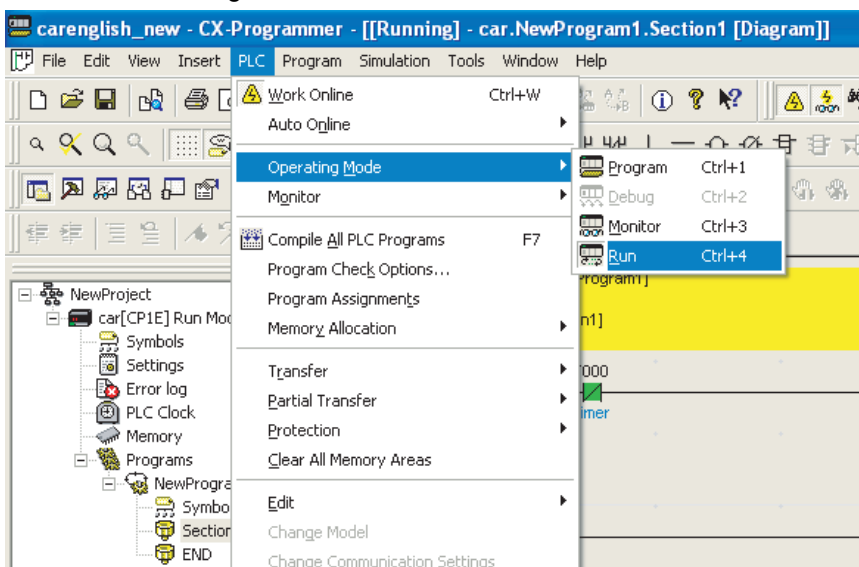 carenglish_new - CX-Programmer - [[Running] - car.NewProgram1.Section1 [Diagram]]
File Edit View Insert PLC Program Simulation Tools Window Help
Work Online Ctrl+W
Auto Online
Operating Mode
Monitor
Compile All PLC Programs F7
Program Check Options...
Program Assignments
Memory Allocation
Transfer
Partial Transfer
Protection
Clear All Memory Areas
Edit
Change Model
Change Communication Settings
Program Ctrl+1
Debug Ctrl+2
Monitor Ctrl+3
Run Ctrl+4
Program1]
n1]
000
imer
NewProject
car[CP1E] Run Mod
Symbols
Settings
Error log
PLC Clock
Memory
Programs
NewProgra
Symbo
Section
END